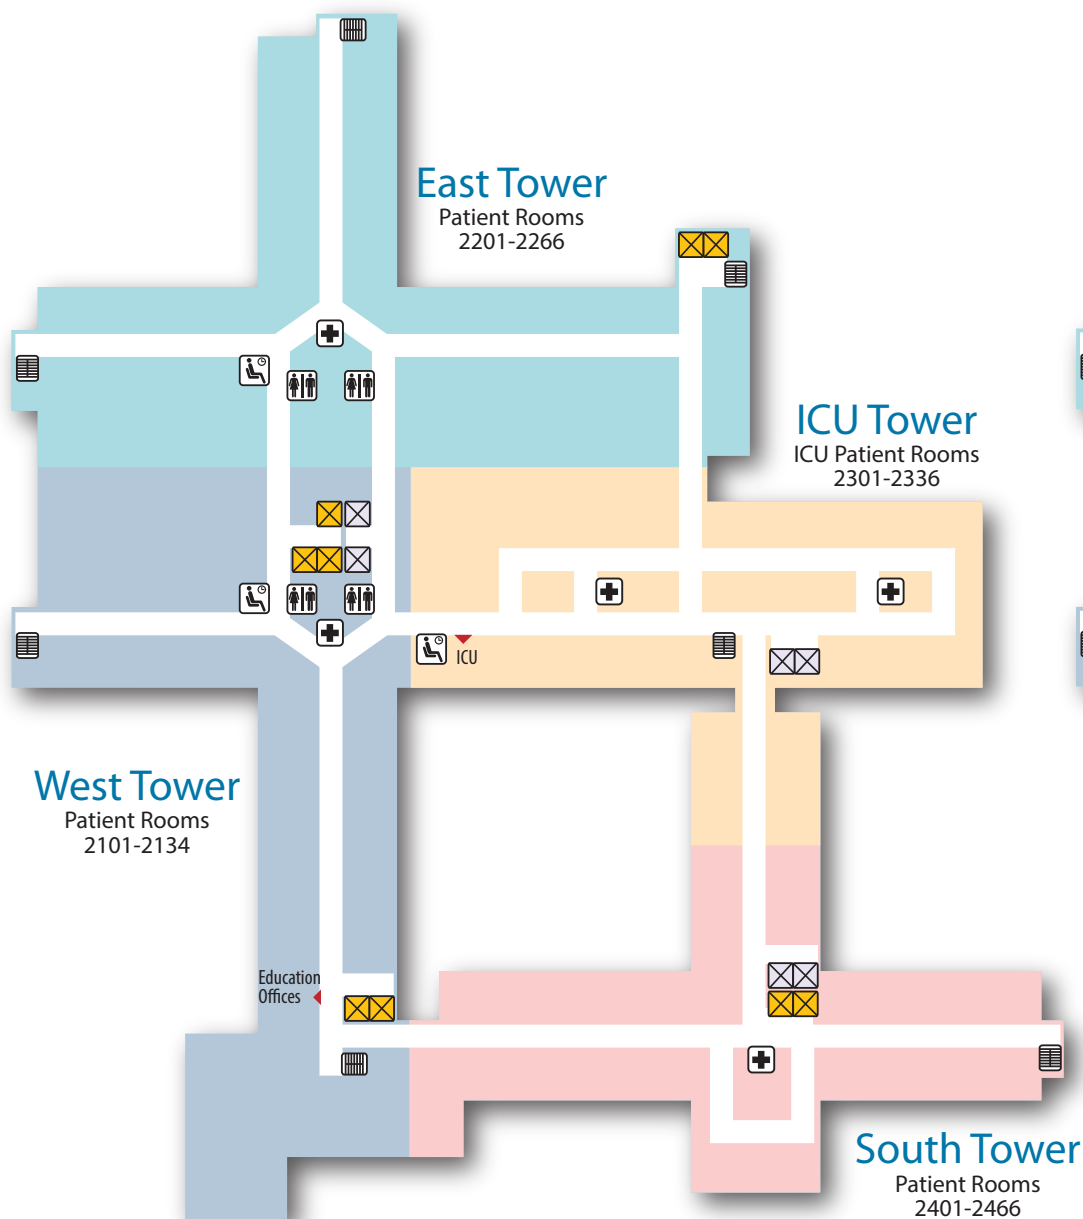 East Tower
Patient Rooms
2201-2266
ICU Tower
ICU Patient Rooms
2301-2336
ICU
West Tower
Patient Rooms
2101-2134
Education
Offices
South Tower
Patient Rooms
2401-2466